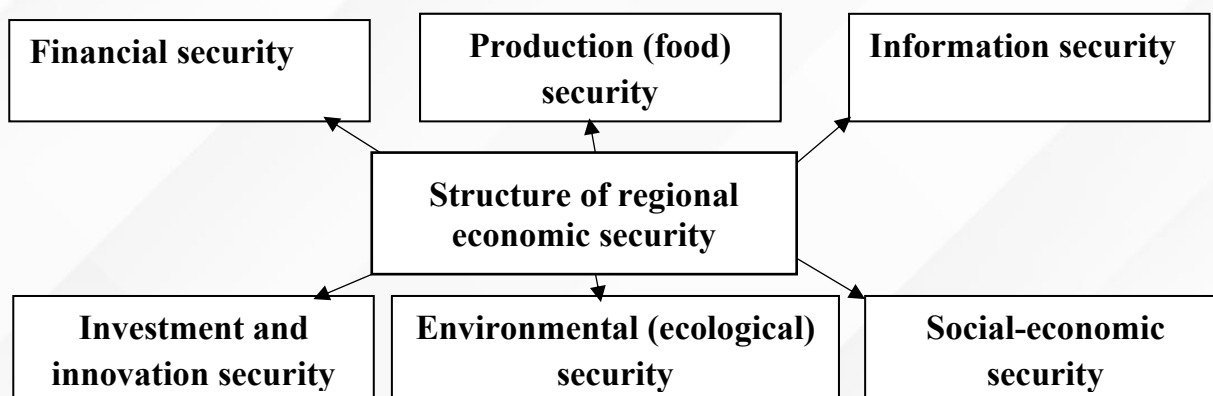 Financial security
Production (food)
security
Information security
Structure of regional
economic security
Investment and
innovation security
Environmental (ecological)
security
Social-economic
security